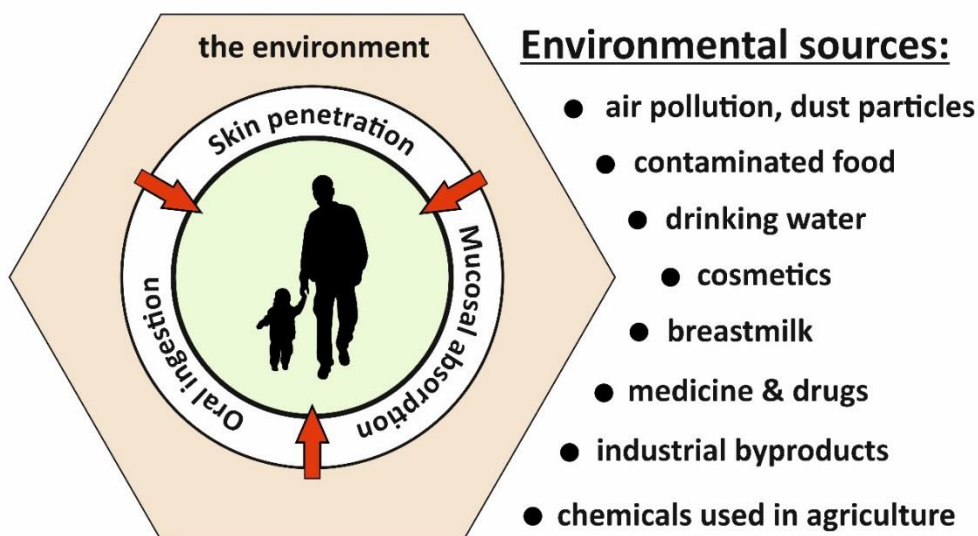 the environment
Skin penetration
Mucosal absorption
Oral ingestion
Environmental sources:
● air pollution, dust particles
● contaminated food
● drinking water
● cosmetics
● breastmilk
● medicine & drugs
● industrial byproducts
● chemicals used in agriculture